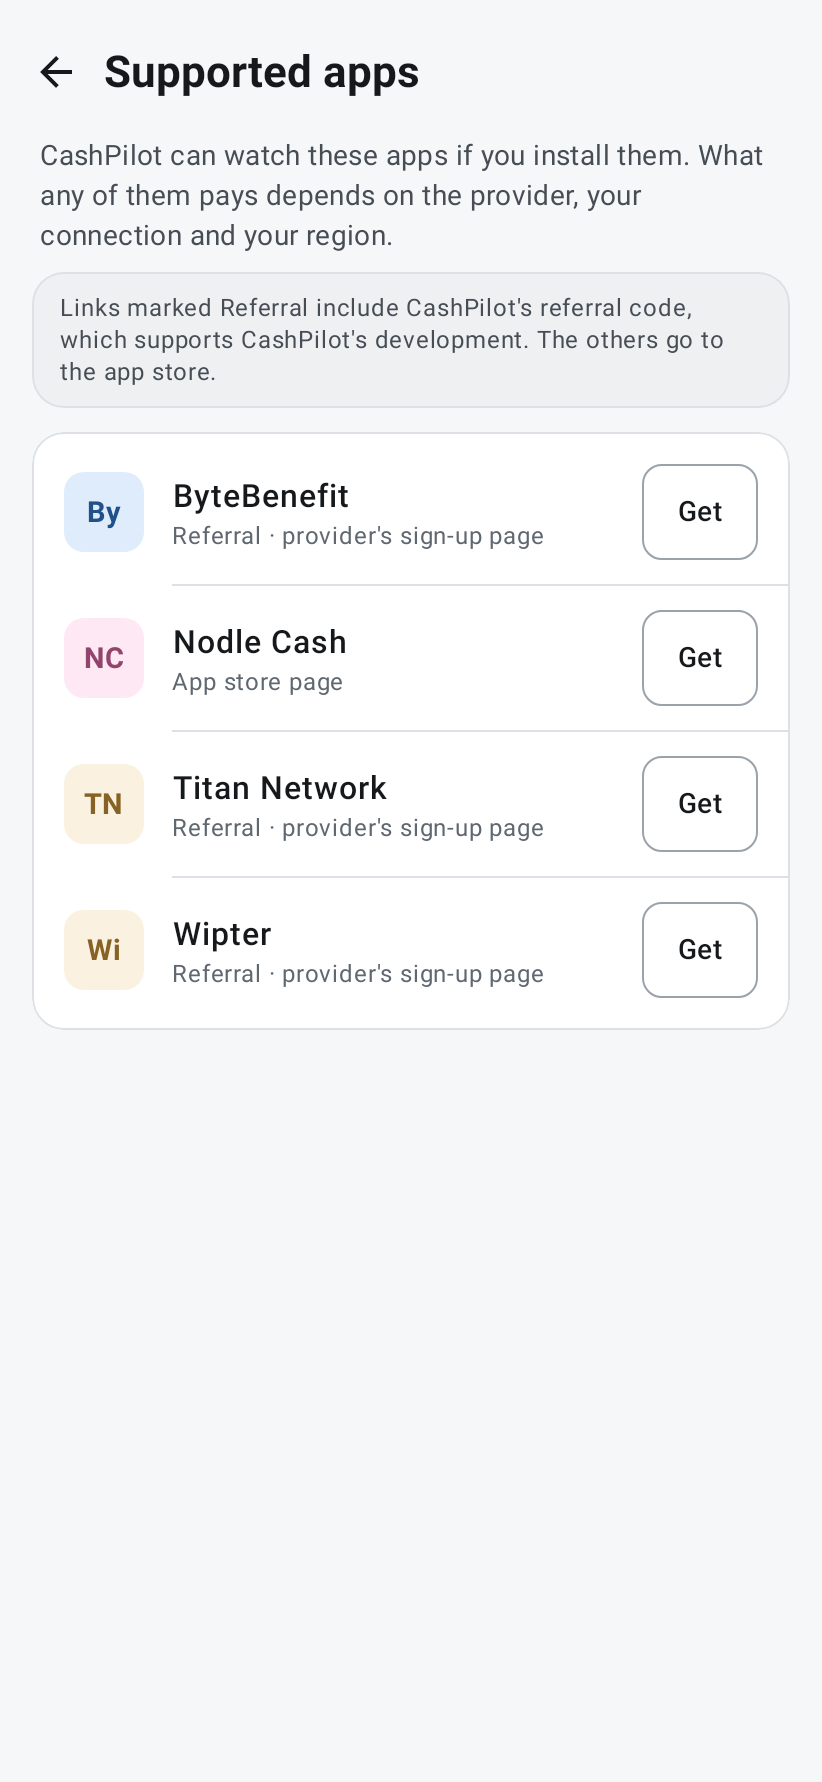 Supported apps
CashPilot can watch these apps if you install them. What
any of them pays depends on the provider, your
connection and your region.
Links marked Referral include CashPilot's referral code,
which supports CashPilot's development. The others go to
the app store.
By
ByteBenefit
Referral · provider's sign-up page
Get
NC
Nodle Cash
App store page
Get
TN
Titan Network
Referral · provider's sign-up page
Get
Wi
Wipter
Referral · provider's sign-up page
Get